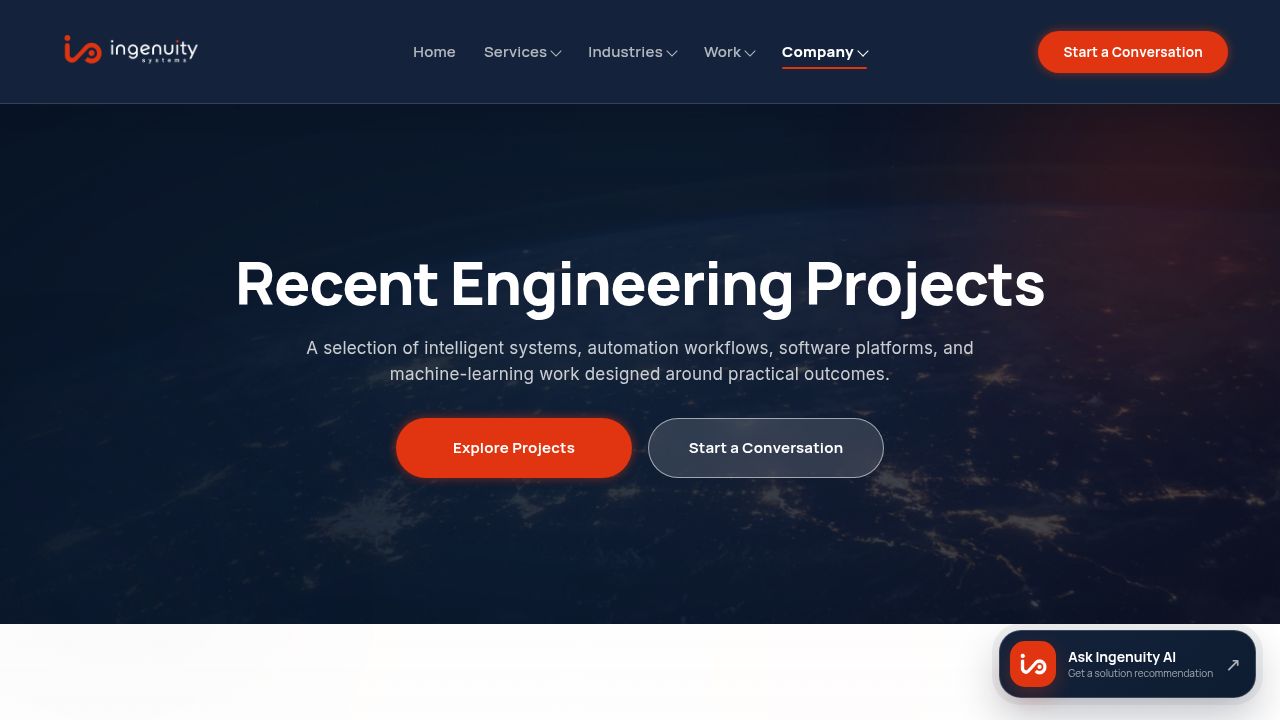 ingenuity
systems
Home
Services
Industries
Work
Company
Start a Conversation
Recent Engineering Projects
A selection of intelligent systems, automation workflows, software platforms, and
machine-learning work designed around practical outcomes.
Explore Projects
Start a Conversation
Ask Ingenuity AI
Get a solution recommendation